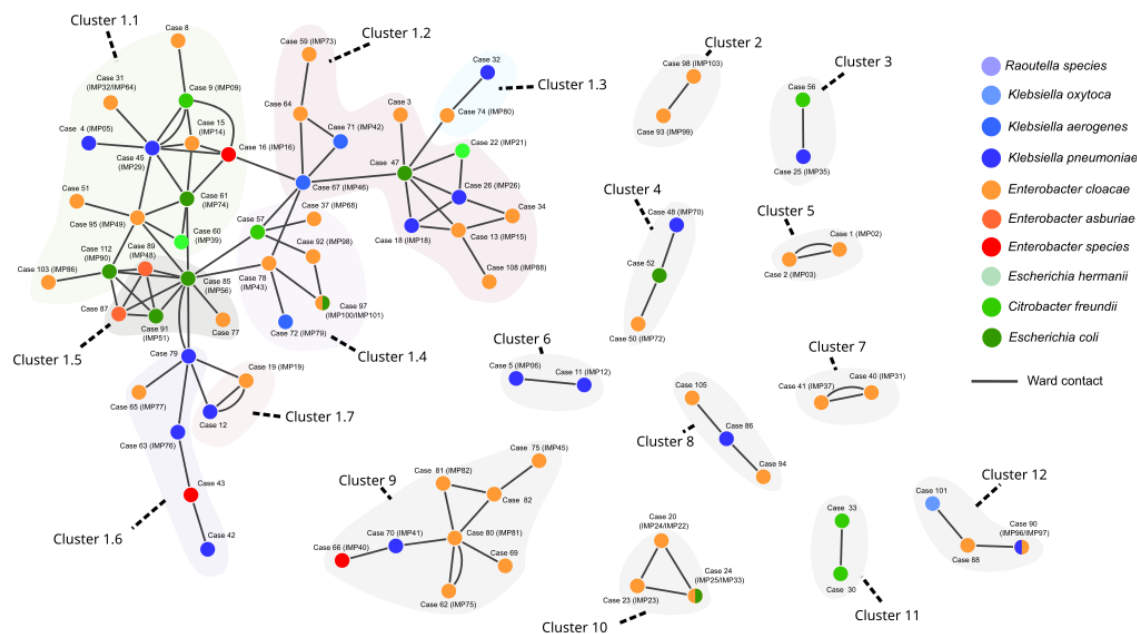 Cluster 1.1
Case 8
Case 59 (IMP73)
Cluster 1.2
Case 31
(IMP32/IMP64)
Case 9 (IMP09)
Case 15
(IMP14)
Case 4 (IMP05)
Case 45
(IMP29)
Case 16 (IMP16)
Case 64
Case 71 (IMP42)
Case 3
Case 32
Cluster 1.3
Case 74 (IMP80)
Case 22 (IMP21)
Case 47
Case 67 (IMP46)
Case 26 (IMP26)
Case 34
Case 18 (IMP18)
Case 13 (IMP15)
Case 108 (IMP88)
Case 51
Case 61
(IMP74)
Case 95 (IMP49)
Case 60
(IMP39)
Case 112
(IMP90)
Case 89
(IMP48)
Case 103 (IMP86)
Case 85
(IMP56)
Case 87
Case 91
(IMP51)
Case 77
Cluster 1.5
Case 57
Case 37 (IMP68)
Case 92 (IMP98)
Case 78
(IMP43)
Case 97
(IMP100/IMP101)
Case 72 (IMP79)
Cluster 1.4
Case 79
Case 19 (IMP19)
Case 65 (IMP77)
Case 12
Cluster 1.7
Case 63 (IMP76)
Case 43
Case 42
Cluster 1.6
Cluster 2
Case 98 (IMP103)
Case 93 (IMP99)
Cluster 3
Case 56
Case 25 (IMP35)
Cluster 4
Case 48 (IMP70)
Case 52
Case 50 (IMP72)
Cluster 5
Case 1 (IMP02)
Case 2 (IMP03)
Cluster 6
Case 5 (IMP06)
Case 11 (IMP12)
Cluster 7
Case 40 (IMP31)
Case 41 (IMP37)
Case 105
Case 86
Case 94
Cluster 8
Cluster 9
Case 75 (IMP45)
Case 81 (IMP82)
Case 82
Case 70 (IMP41)
Case 80 (IMP81)
Case 66 (IMP40)
Case 69
Case 62 (IMP75)
Case 20
(IMP24/IMP22)
Case 24
(IMP25/IMP33)
Case 23 (IMP23)
Cluster 10
Case 33
Case 30
Cluster 11
Cluster 12
Case 101
Case 90
(IMP96/IMP97)
Case 88
Raoutella species
Klebsiella oxytoca
Klebsiella aerogenes
Klebsiella pneumoniae
Enterobacter cloacae
Enterobacter asburiae
Enterobacter species
Escherichia hermanii
Citrobacter freundii
Escherichia coli
Ward contact